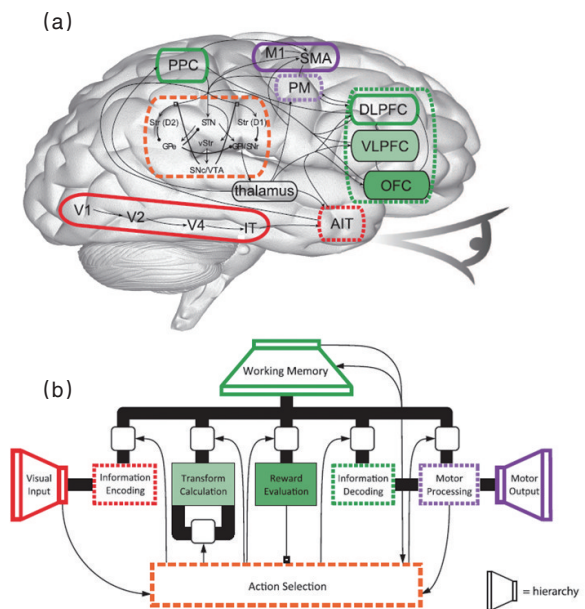 (a)
PPC
M1
SMA
PM
DLPFC
VLPFC
OFC
Str (D2)
STN
Str (D1)
GPe
vStr
GPi/SNr
SNc/VTA
thalamus
V1
V2
V4
IT
AIT
(b)
Working Memory
Visual
Input
Information
Encoding
Transform
Calculation
Reward
Evaluation
Information
Decoding
Motor
Processing
Motor
Output
Action Selection
= hierarchy